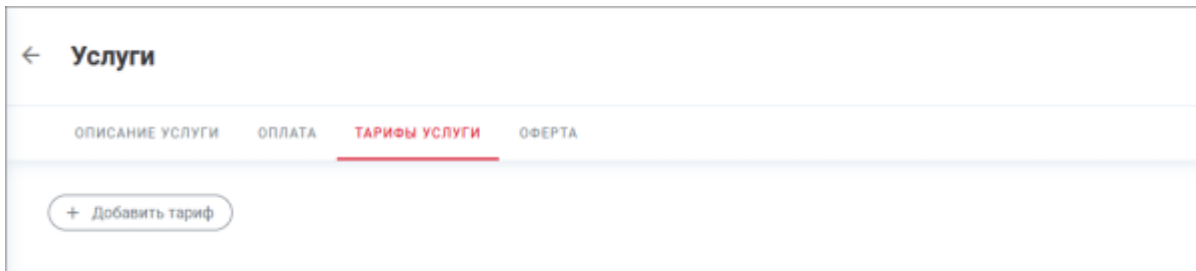 Услуги
ОПИСАНИЕ УСЛУГИ ОПЛАТА ТАРИФЫ УСЛУГИ ОФЕРТА
+ Добавить тариф